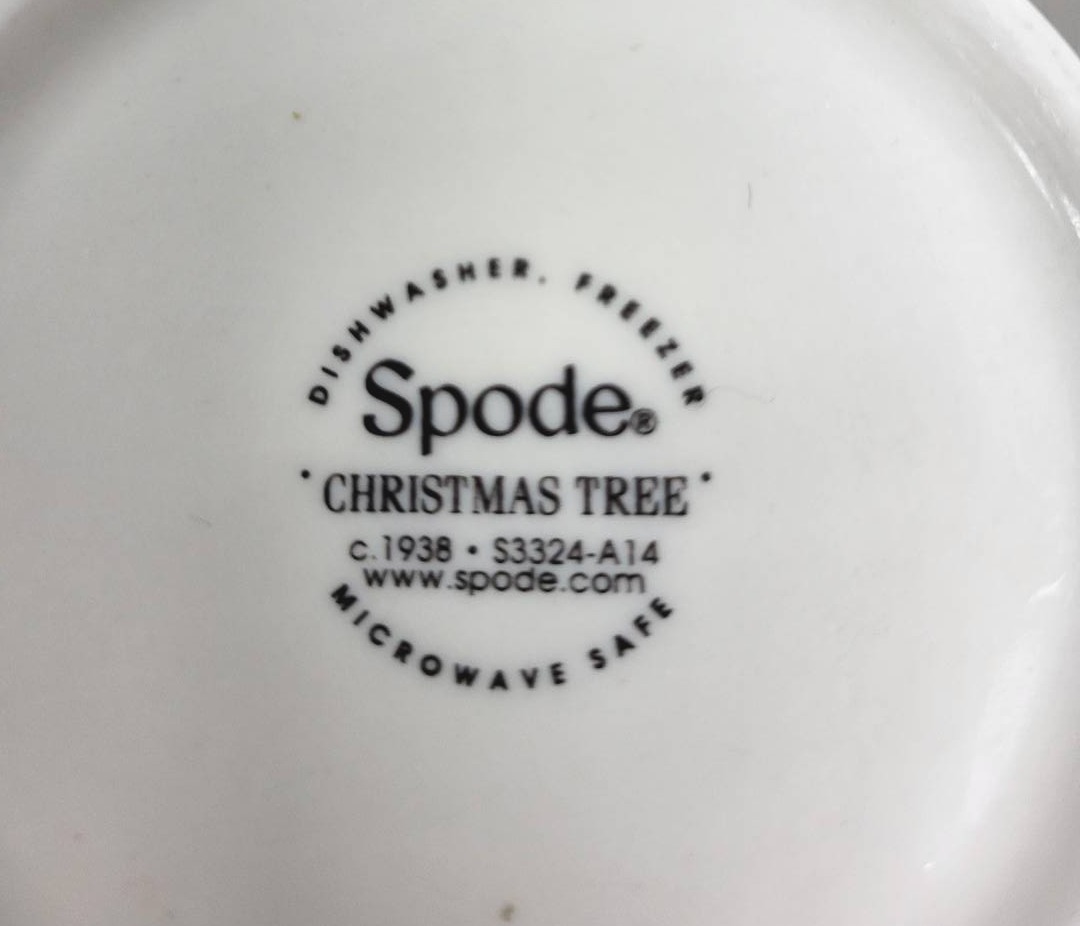 DISHWASHER. FREEZER
Spode®
• CHRISTMAS TREE •
c.1938 • S3324-A14
www.spode.com
MICROWAVE SAFE